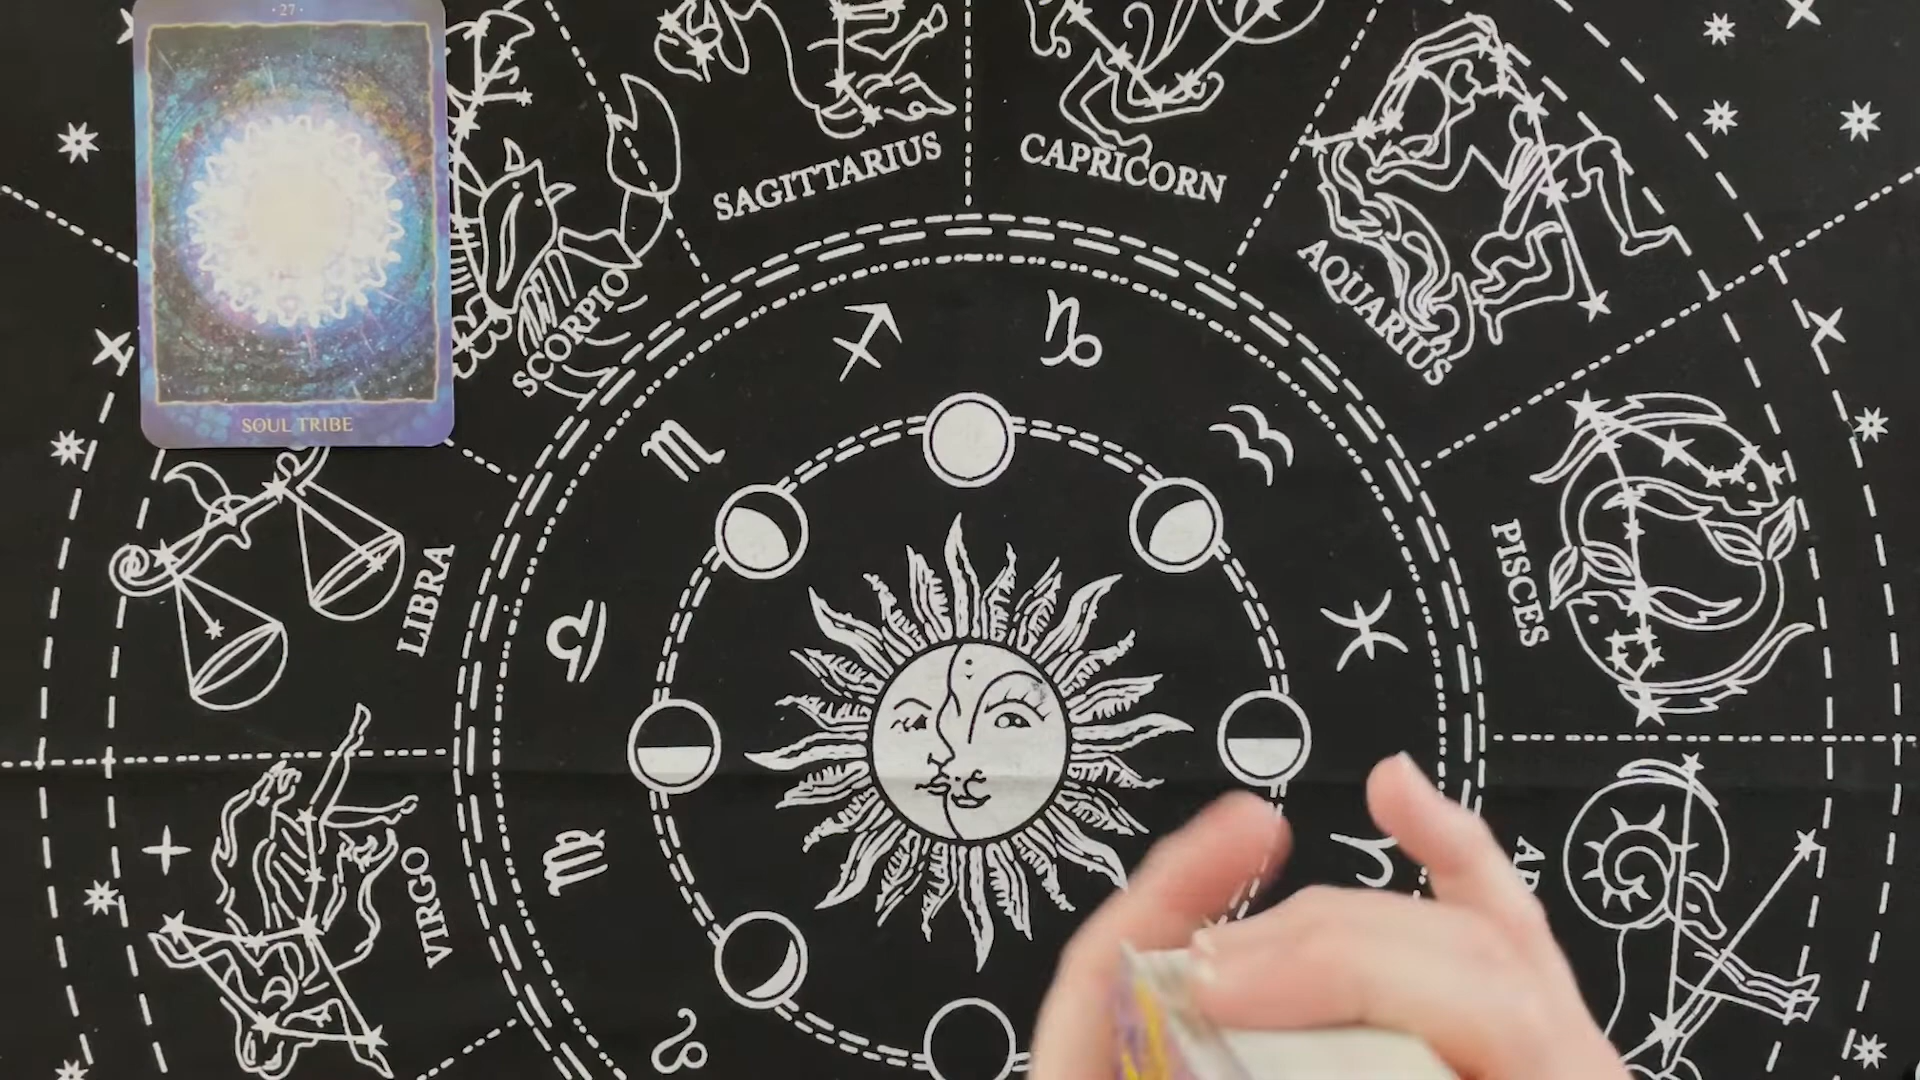 · 27 ·
SOUL TRIBE
SAGITTARIUS
CAPRICORN
SCORPIO
AQUARIUS
LIBRA
PISCES
VIRGO